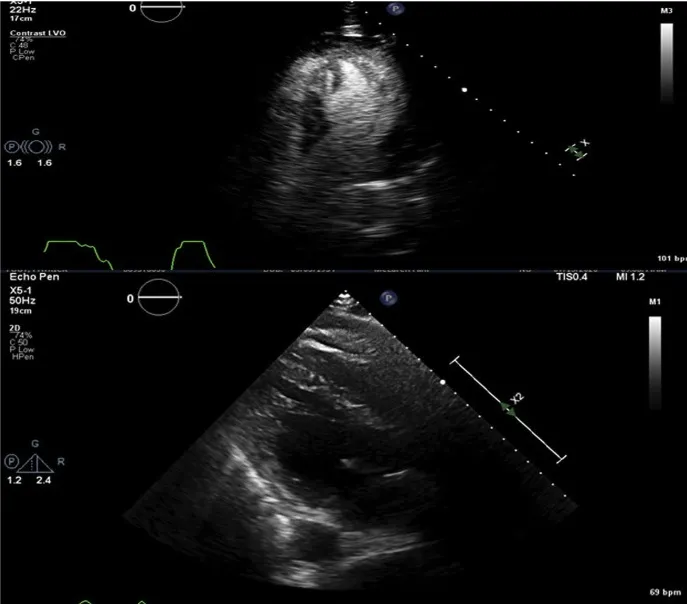 22Hz
17cm
0
P
M3
Contrast LVO
74%
C 48
P Low
CPen
G
P R
1.6 1.6
X
101 bpm
Echo Pen
TIS0.4 MI 1.2
X5-1
50Hz
19cm
0
P
M1
2D
74%
C 50
P Low
HPen
X2
G
P R
1.2 2.4
69 bpm